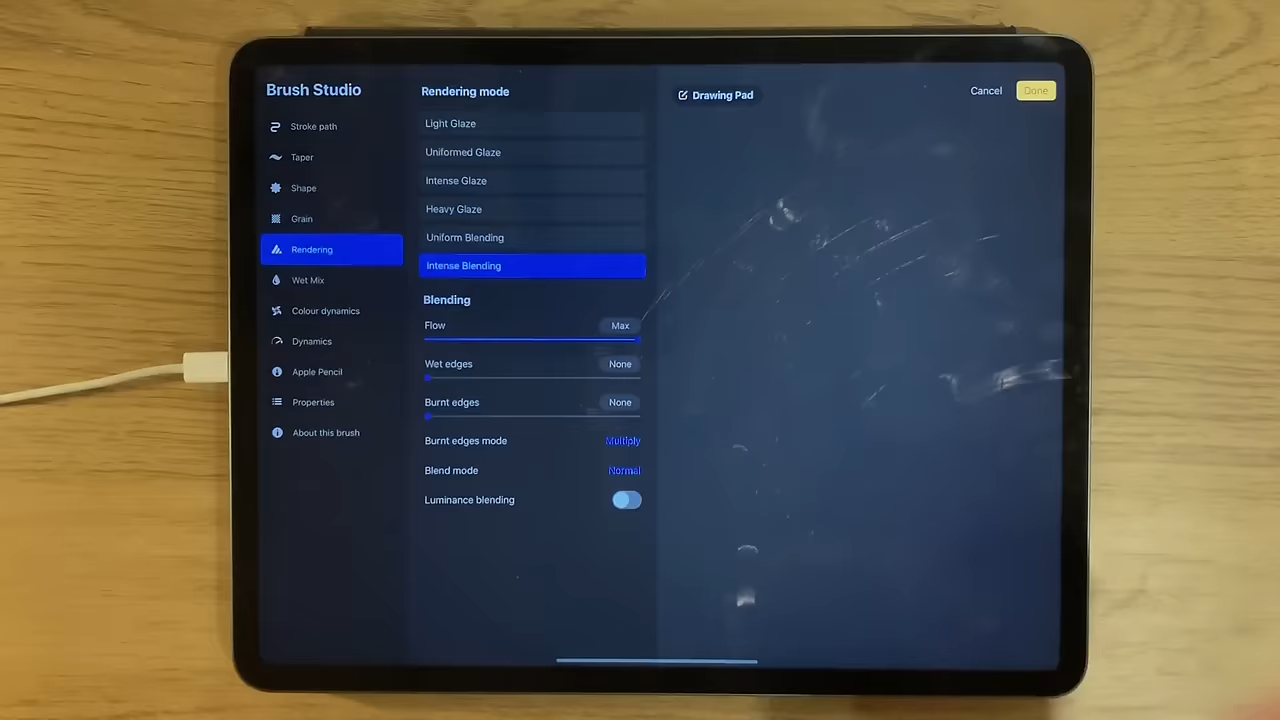 Brush Studio
Stroke path
Taper
Shape
Grain
Rendering
Wet Mix
Colour dynamics
Dynamics
Apple Pencil
Properties
About this brush
Rendering mode
Light Glaze
Uniformed Glaze
Intense Glaze
Heavy Glaze
Uniform Blending
Intense Blending
Blending
Flow Max
Wet edges None
Burnt edges None
Burnt edges mode Multiply
Blend mode Normal
Luminance blending
Drawing Pad
Cancel Done